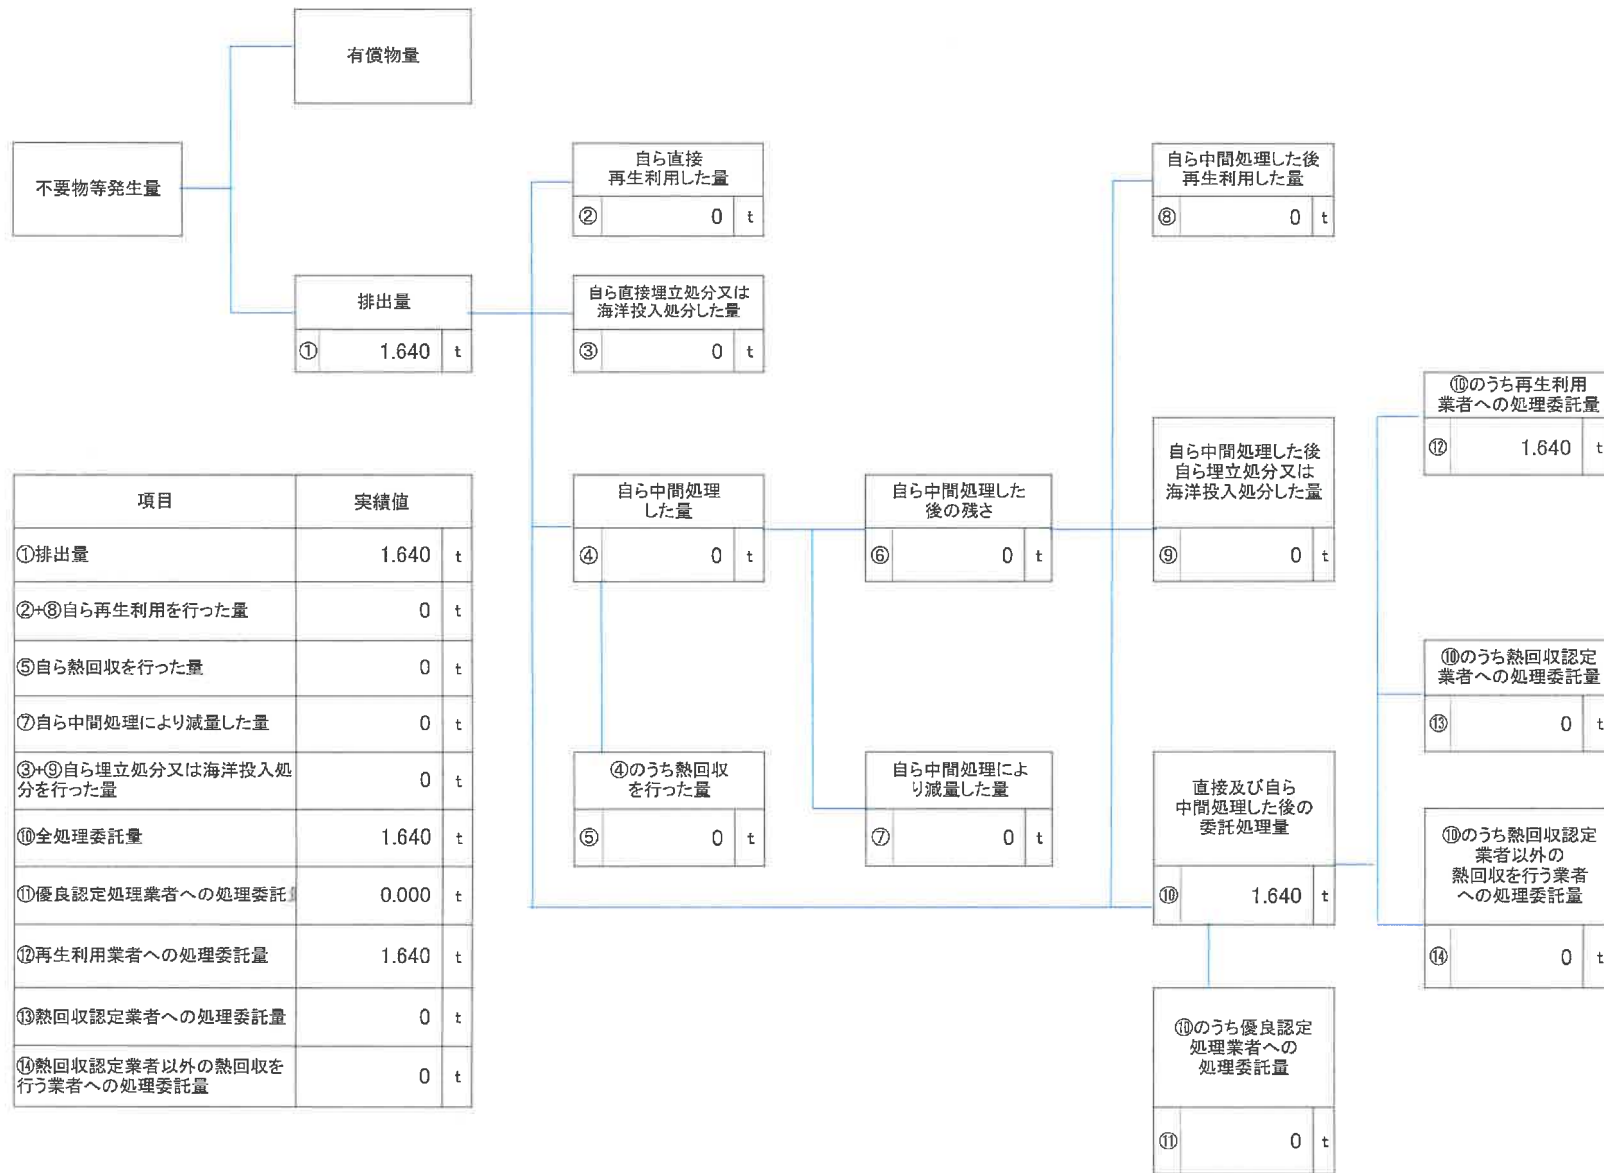 有償物量
不要物等発生量
排出量
① 1.640 t
自ら直接
再生利用した量
② 0 t
自ら直接埋立処分又は
海洋投入処分した量
③ 0 t
自ら中間処理
した量
④ 0 t
④のうち熱回収
を行った量
⑤ 0 t
自ら中間処理した
後の残さ
⑥ 0 t
自ら中間処理によ
り減量した量
⑦ 0 t
自ら中間処理した後
再生利用した量
⑧ 0 t
自ら中間処理した後
自ら埋立処分又は
海洋投入処分した量
⑨ 0 t
直接及び自ら
中間処理した後の
委託処理量
⑩ 1.640 t
⑩のうち優良認定
処理業者への
処理委託量
⑪ 0 t
⑩のうち再生利用
業者への処理委託量
⑫ 1.640 t
⑩のうち熱回収認定
業者への処理委託量
⑬ 0 t
⑩のうち熱回収認定
業者以外の
熱回収を行う業者
への処理委託量
⑭ 0 t
項目 実績値
①排出量 1.640 t
②+⑧自ら再生利用を行った量 0 t
⑤自ら熱回収を行った量 0 t
⑦自ら中間処理により減量した量 0 t
③+⑨自ら埋立処分又は海洋投入処
分を行った量 0 t
⑩全処理委託量 1.640 t
⑪優良認定処理業者への処理委託 0.000 t
⑫再生利用業者への処理委託量 1.640 t
⑬熱回収認定業者への処理委託量 0 t
⑭熱回収認定業者以外の熱回収を
行う業者への処理委託量 0 t